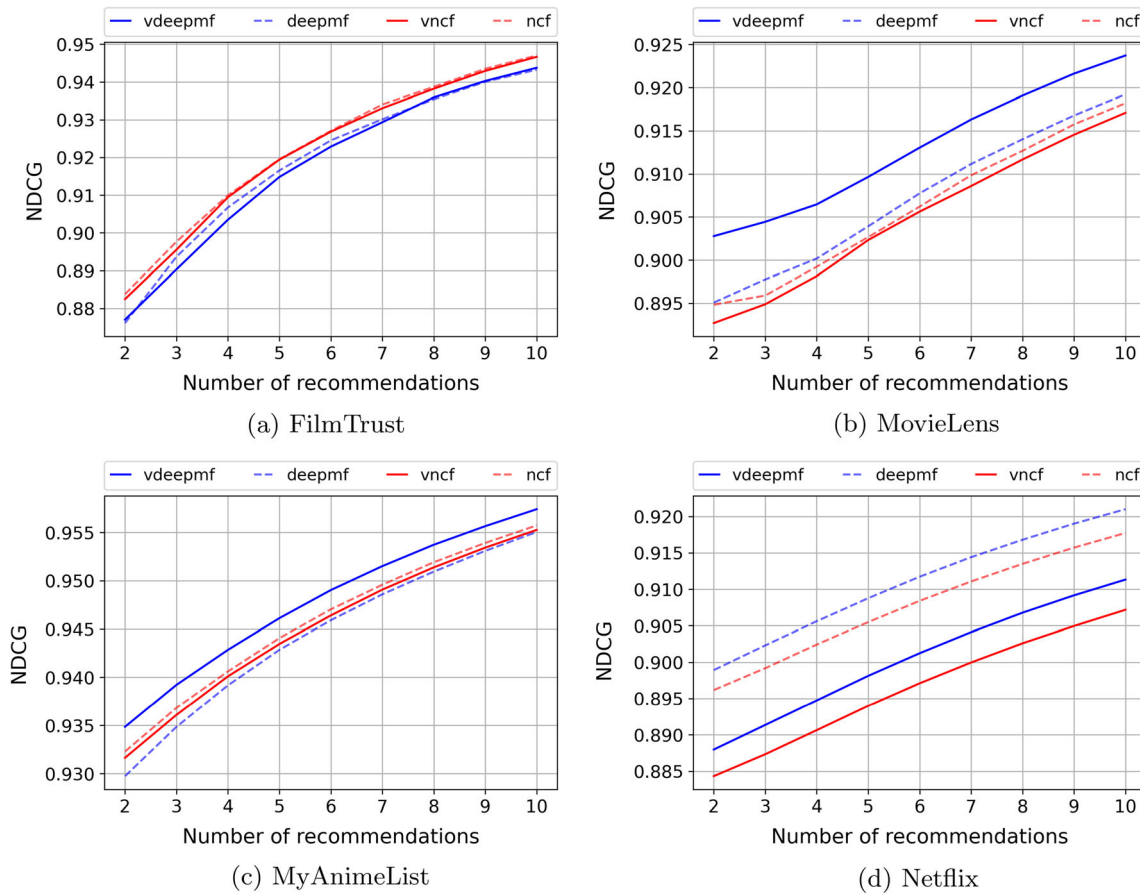 vdeepmf deepmf vncf ncf
vdeepmf deepmf vncf ncf
0.95
0.94
0.93
0.92
0.91
0.90
0.89
0.88
NDCG
2 3 4 5 6 7 8 9 10
Number of recommendations
(a) FilmTrust
0.925
0.920
0.915
0.910
0.905
0.900
0.895
NDCG
2 3 4 5 6 7 8 9 10
Number of recommendations
(b) MovieLens
vdeepmf deepmf vncf ncf
vdeepmf deepmf vncf ncf
0.955
0.950
0.945
0.940
0.935
0.930
NDCG
2 3 4 5 6 7 8 9 10
Number of recommendations
(c) MyAnimeList
0.920
0.915
0.910
0.905
0.900
0.895
0.890
0.885
NDCG
2 3 4 5 6 7 8 9 10
Number of recommendations
(d) Netflix